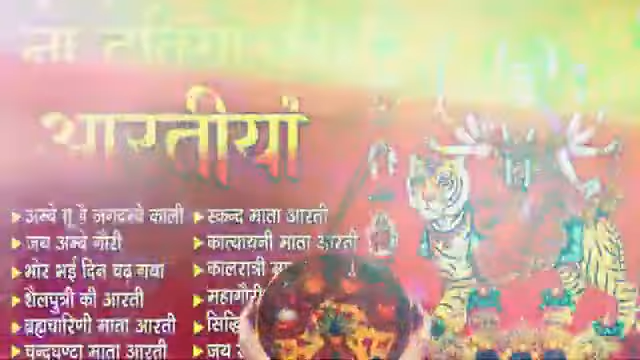 आरतीयां
अम्बे तू है जगदम्बे काली
जय अम्बे गौरी
भोर भई दिन चढ़ गया
शैलपुत्री की आरती
ब्रह्मचारिणी माता आरती
चन्द्रघण्टा माता आरती
स्कन्द माता आरती
कात्यायनी माता आरती
कालरात्री
महागौरी
जय